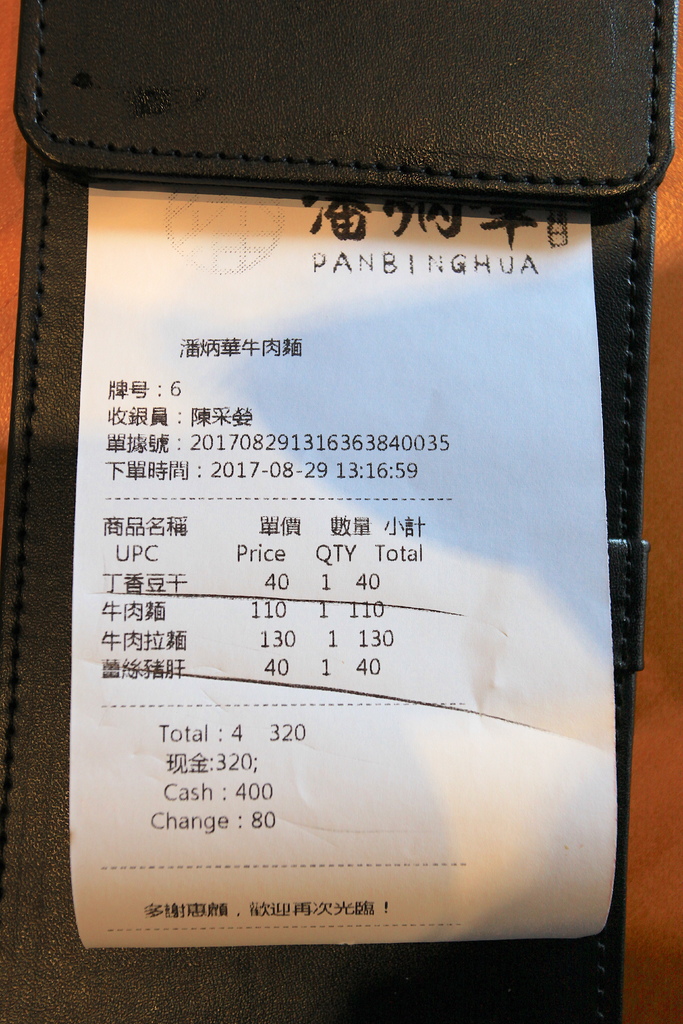 潘炳華
PANBINGHUA
潘炳華牛肉麵
牌号：6
收銀員：陳采瑩
單據號：201708291316363840035
下單時間：2017-08-29 13:16:59
商品名稱 單價 數量 小計
UPC Price QTY Total
丁香豆干 40 1 40
牛肉麵 110 1 110
牛肉拉麵 130 1 130
薑絲豬肝 40 1 40
Total：4 320
现金:320;
Cash：400
Change：80
多謝惠顧，歡迎再次光臨！